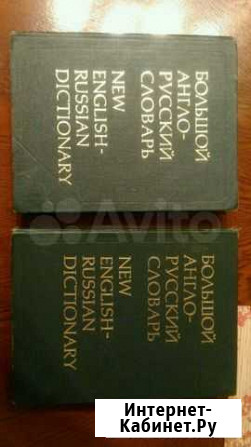 БОЛЬШОЙ
АНГЛО-
РУССКИЙ
СЛОВАРЬ
NEW
ENGLISH-
RUSSIAN
DICTIONARY
БОЛЬШОЙ
АНГЛО-
РУССКИЙ
СЛОВАРЬ
NEW
ENGLISH-
RUSSIAN
DICTIONARY
Avito
Интернет-
Кабинет.Ру